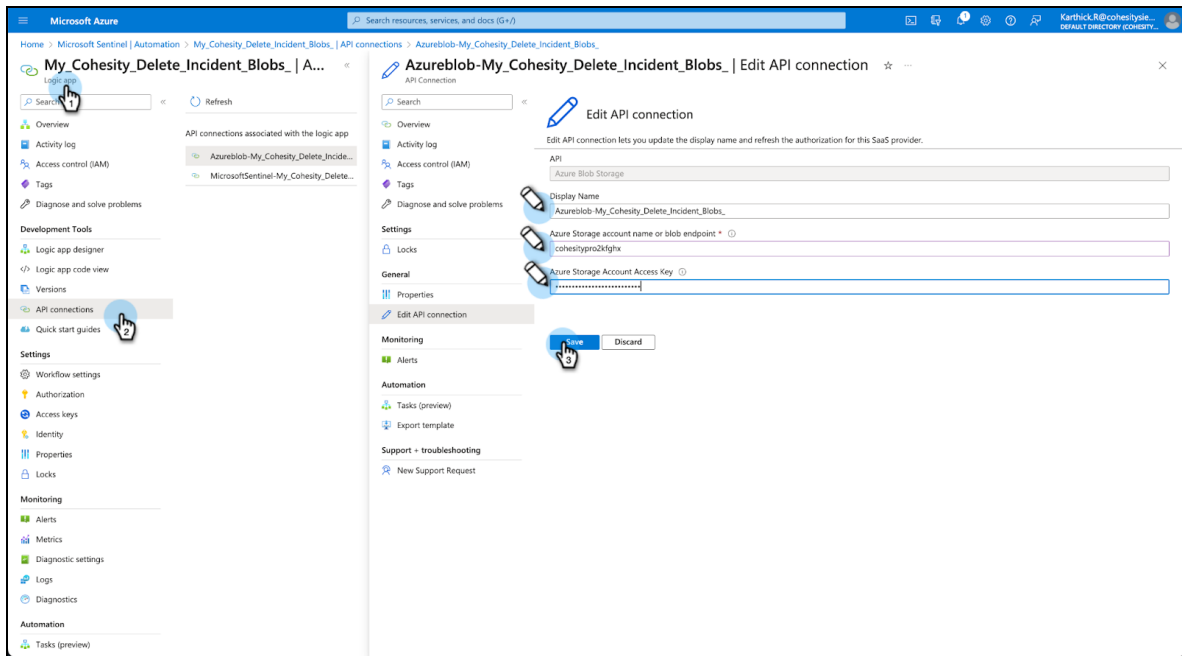 Microsoft Azure
Search resources, services, and docs (G+/)
1
Karthick.R@cohesitysie...
DEFAULT DIRECTORY (COHESITY...
Home > Microsoft Sentinel | Automation > My_Cohesity_Delete_Incident_Blobs_ | API connections > Azureblob-My_Cohesity_Delete_Incident_Blobs_
My_Cohesity_Delete_Incident_Blobs_ | A...
Logic app
1
Search
Overview
Activity log
Access control (IAM)
Tags
Diagnose and solve problems
Development Tools
Logic app designer
Logic app code view
Versions
API connections
2
Quick start guides
Settings
Workflow settings
Authorization
Access keys
Identity
Properties
Locks
Monitoring
Alerts
Metrics
Diagnostic settings
Logs
Diagnostics
Automation
Tasks (preview)
Refresh
API connections associated with the logic app
Azureblob-My_Cohesity_Delete_Incide...
MicrosoftSentinel-My_Cohesity_Delete...
Azureblob-My_Cohesity_Delete_Incident_Blobs_ | Edit API connection
API Connection
Search
Overview
Activity log
Access control (IAM)
Tags
Diagnose and solve problems
Settings
Locks
General
Properties
Edit API connection
Monitoring
Alerts
Automation
Tasks (preview)
Export template
Support + troubleshooting
New Support Request
Edit API connection
Edit API connection lets you update the display name and refresh the authorization for this SaaS provider.
API
Azure Blob Storage
Display Name
Azureblob-My_Cohesity_Delete_Incident_Blobs_
Azure Storage account name or blob endpoint *
cohesitypro2kfghx
Azure Storage Account Access Key
Save
Discard
3